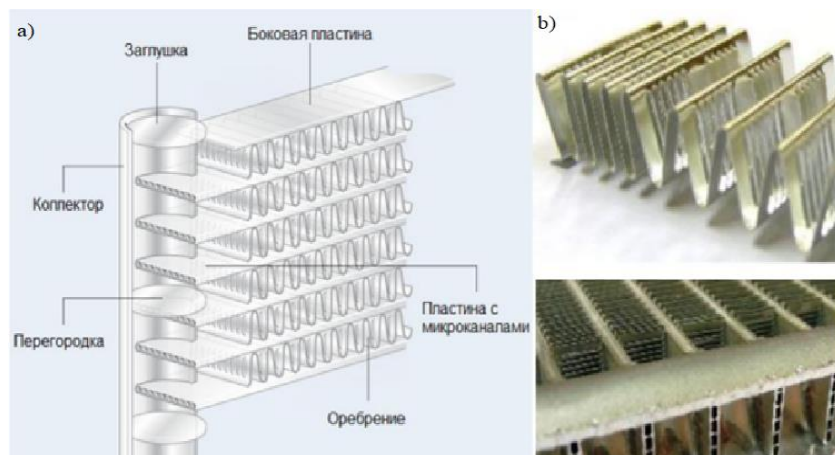 a)
Заглушка
Боковая пластина
Коллектор
Перегородка
Пластина с
микроканалами
Оребрение
b)